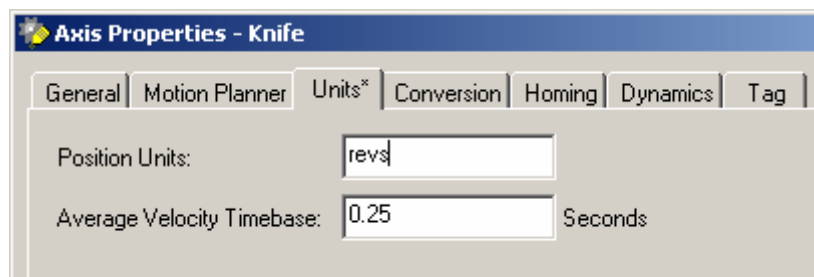 Axis Properties - Knife
General Motion Planner Units* Conversion Homing Dynamics Tag
Position Units: revs
Average Velocity Timebase: 0.25 Seconds